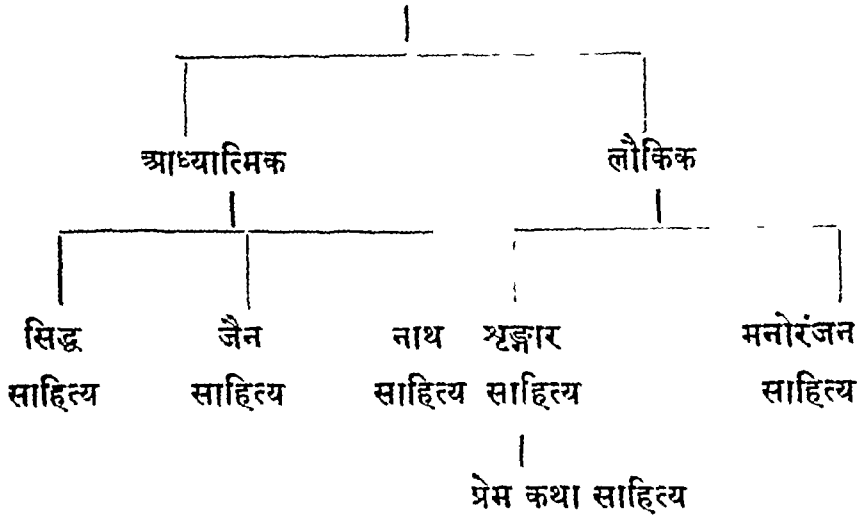 आध्यात्मिक लौकिक
सिद्ध जैन नाथ शृङ्गार मनोरंजन
साहित्य साहित्य साहित्य साहित्य साहित्य
प्रेम कथा साहित्य